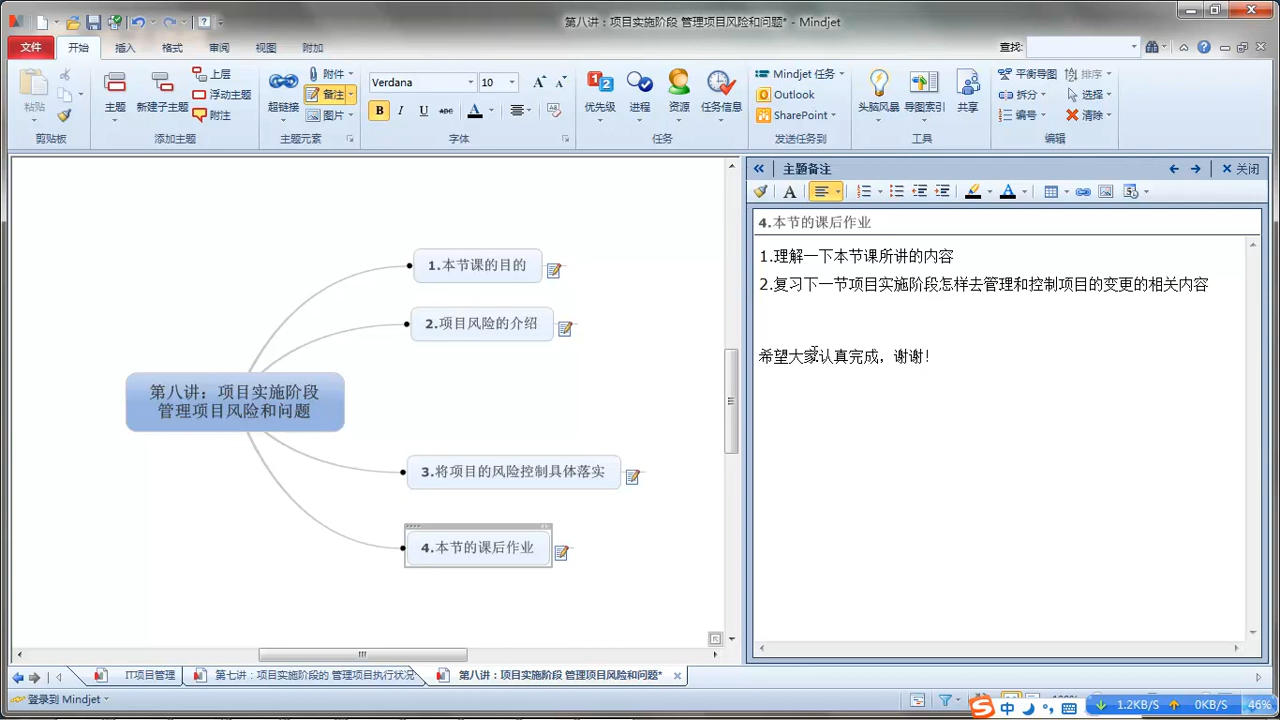 第八讲：项目实施阶段 管理项目风险和问题* - Mindjet
文件 开始 插入 格式 审阅 视图 附加 查找:
粘贴
剪贴板
主题 新建子主题 上层 浮动主题 附注
添加主题
超链接 附件 备注 图片
主题元素
Verdana 10
B I U abc A
字体
优先级 进程 资源 任务信息
任务
Mindjet 任务
Outlook
SharePoint
发送任务到
头脑风暴 导图索引 共享
工具
平衡导图 排序
拆分 选择
编号 清除
编辑
主题备注 关闭
4.本节的课后作业
1.理解一下本节课所讲的内容
2.复习下一节项目实施阶段怎样去管理和控制项目的变更的相关内容
希望大家认真完成，谢谢！
第八讲：项目实施阶段
管理项目风险和问题
1.本节课的目的
2.项目风险的介绍
3.将项目的风险控制具体落实
4.本节的课后作业
IT项目管理 第七讲：项目实施阶段的 管理项目执行状况 第八讲：项目实施阶段 管理项目风险和问题*
登录到 Mindjet
中 1.2KB/S 0KB/S 46%